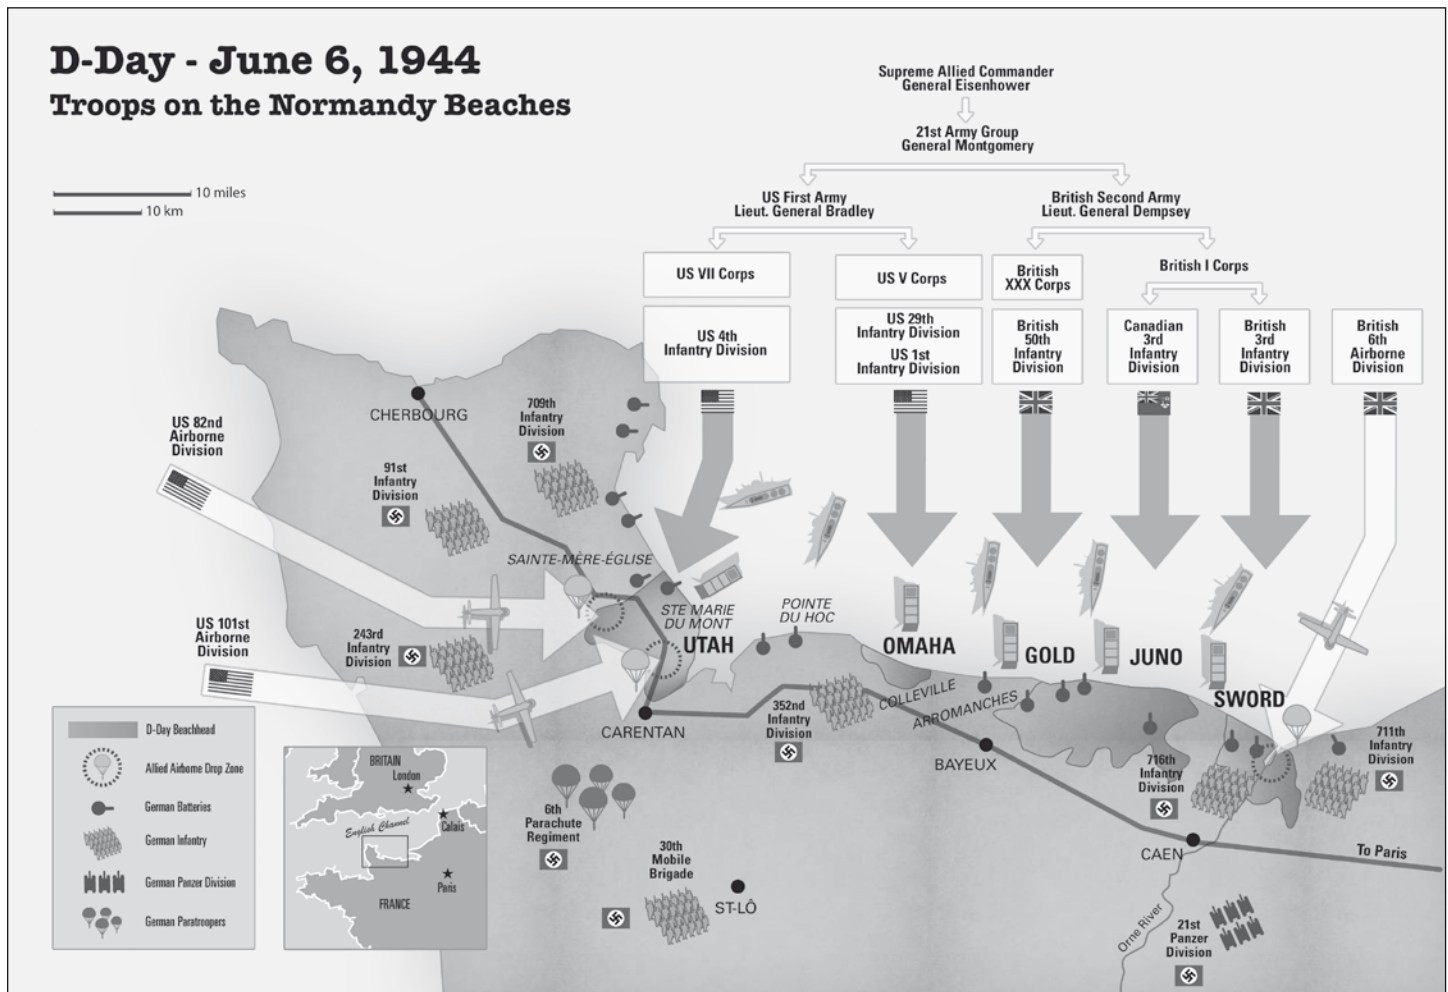 D-Day - June 6, 1944
Troops on the Normandy Beaches
10 miles
10 km
Supreme Allied Commander
General Eisenhower
21st Army Group
General Montgomery
US First Army
Lieut. General Bradley
British Second Army
Lieut. General Dempsey
US VII Corps
US V Corps
British
XXX Corps
British I Corps
US 4th
Infantry Division
US 29th
Infantry Division
US 1st
Infantry Division
British
50th
Infantry
Division
Canadian
3rd
Infantry
Division
British
3rd
Infantry
Division
British
6th
Airborne
Division
CHERBOURG
709th
Infantry
Division
US 82nd
Airborne
Division
91st
Infantry
Division
SAINTE-MÈRE-ÉGLISE
STE MARIE
DU MONT
POINTE
DU HOC
UTAH
OMAHA
GOLD
JUNO
SWORD
US 101st
Airborne
Division
243rd
Infantry
Division
COLLEVILLE
ARROMANCHES
CARENTAN
352nd
Infantry
Division
BAYEUX
716th
Infantry
Division
711th
Infantry
Division
6th
Parachute
Regiment
30th
Mobile
Brigade
ST-LÔ
CAEN
To Paris
Orne River
21st
Panzer
Division
D-Day Beachhead
Allied Airborne Drop Zone
German Batteries
German Infantry
German Panzer Division
German Paratroopers
BRITAIN
London
English Channel
Calais
Paris
FRANCE